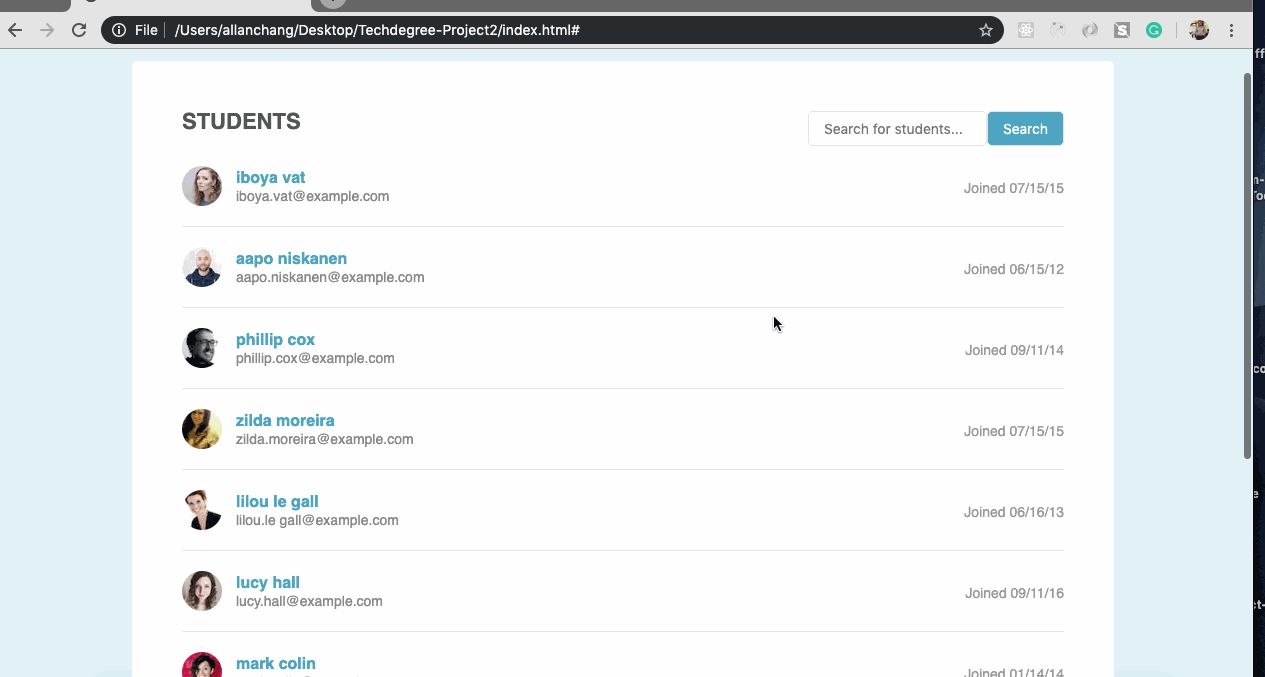 File /Users/allanchang/Desktop/Techdegree-Project2/index.html#
STUDENTS
Search for students...
Search
iboya vat
iboya.vat@example.com
Joined 07/15/15
aapo niskanen
aapo.niskanen@example.com
Joined 06/15/12
phillip cox
phillip.cox@example.com
Joined 09/11/14
zilda moreira
zilda.moreira@example.com
Joined 07/15/15
lilou le gall
lilou.le gall@example.com
Joined 06/16/13
lucy hall
lucy.hall@example.com
Joined 09/11/16
mark colin
Joined 01/14/14